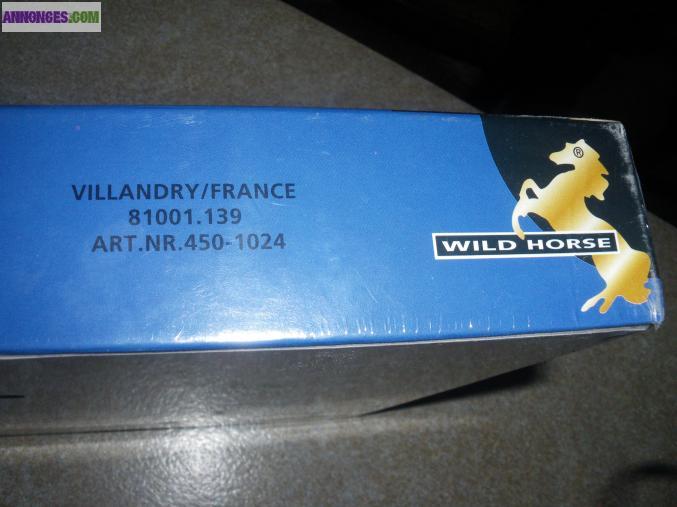 ANNONCES.COM
VILLANDRY/FRANCE
81001.139
ART.NR.450-1024
®
WILD HORSE